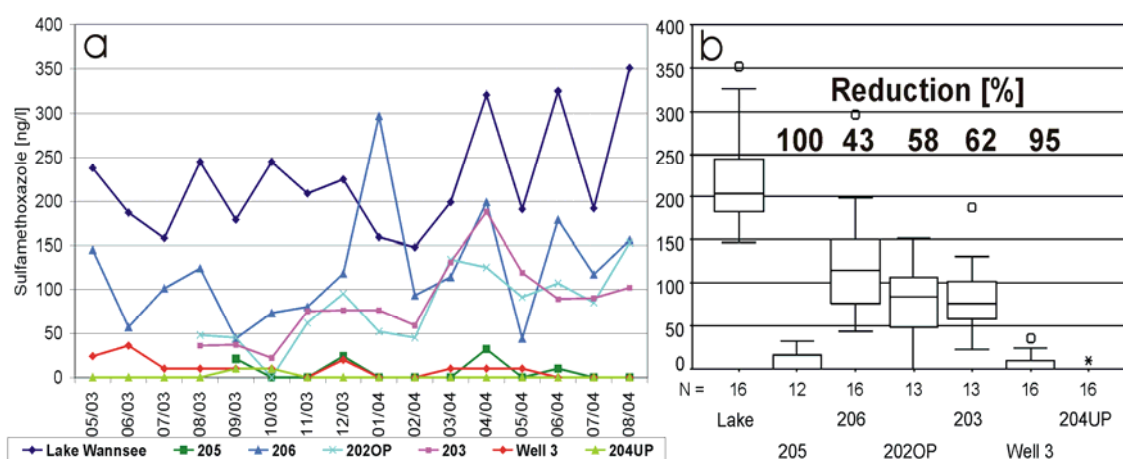 a
Sulfamethoxazole [ng/l]
400
350
300
250
200
150
100
50
0
05/03 06/03 07/03 08/03 09/03 10/03 11/03 12/03 01/04 02/04 03/04 04/04 05/04 06/04 07/04 08/04
Lake Wannsee 205 206 202OP 203 Well 3 204UP
b
400
350
300
250
200
150
100
50
0
Reduction [%]
100 43 58 62 95
N = 16 12 16 13 13 16 16
Lake 206 203 204UP
205 202OP Well 3